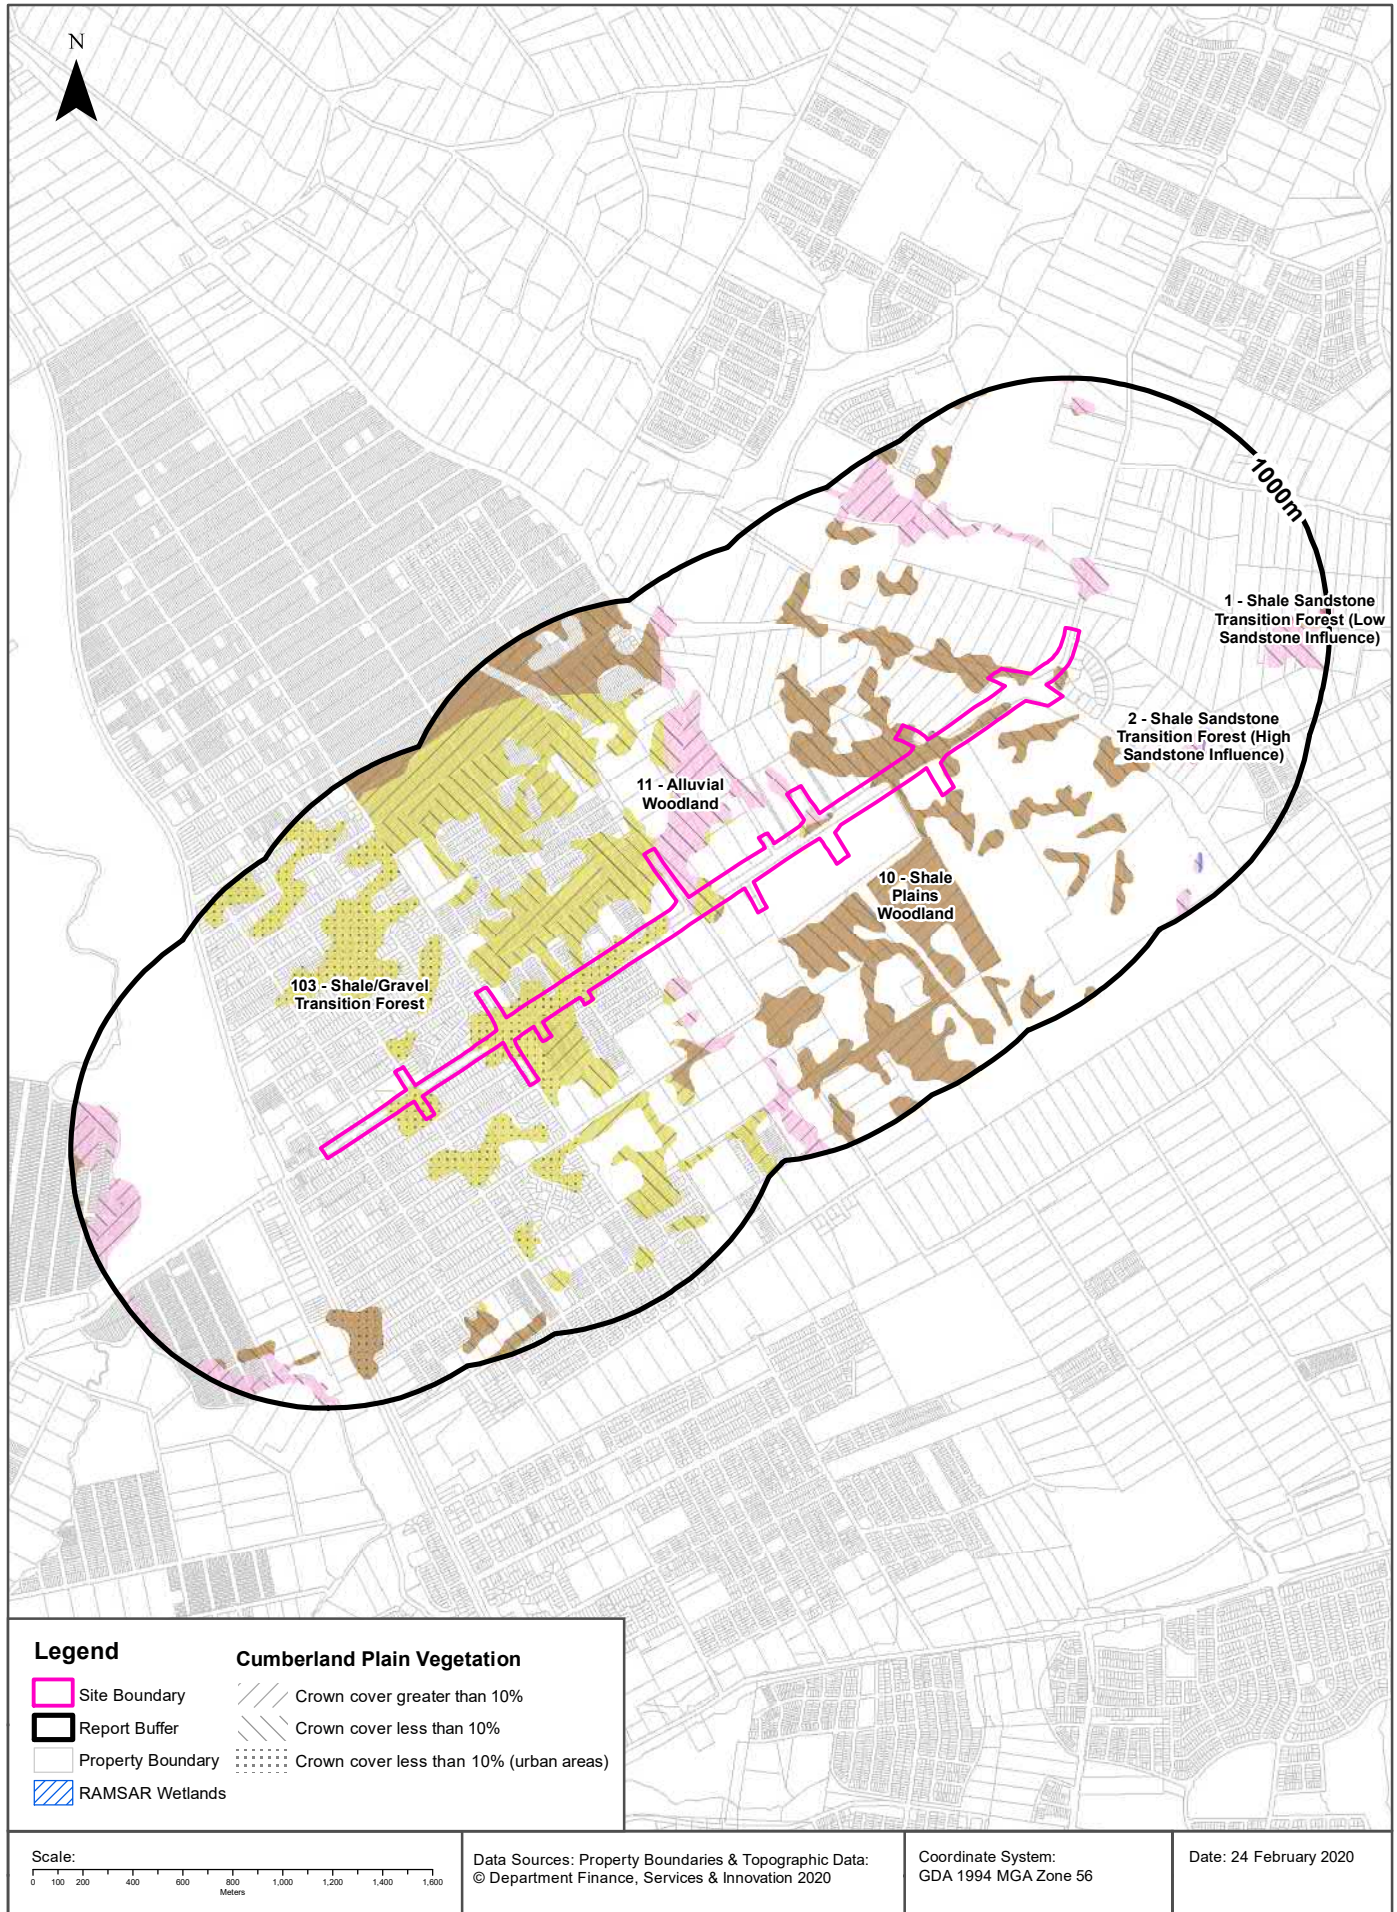 N
1000m
1 - Shale Sandstone
Transition Forest (Low
Sandstone Influence)
2 - Shale Sandstone
Transition Forest (High
Sandstone Influence)
11 - Alluvial
Woodland
10 - Shale
Plains
Woodland
103 - Shale/Gravel
Transition Forest
Legend
Site Boundary
Report Buffer
Property Boundary
RAMSAR Wetlands
Cumberland Plain Vegetation
Crown cover greater than 10%
Crown cover less than 10%
Crown cover less than 10% (urban areas)
Scale:
0 100 200 400 600 800 1,000 1,200 1,400 1,600
Meters
Data Sources: Property Boundaries & Topographic Data:
© Department Finance, Services & Innovation 2020
Coordinate System:
GDA 1994 MGA Zone 56
Date: 24 February 2020